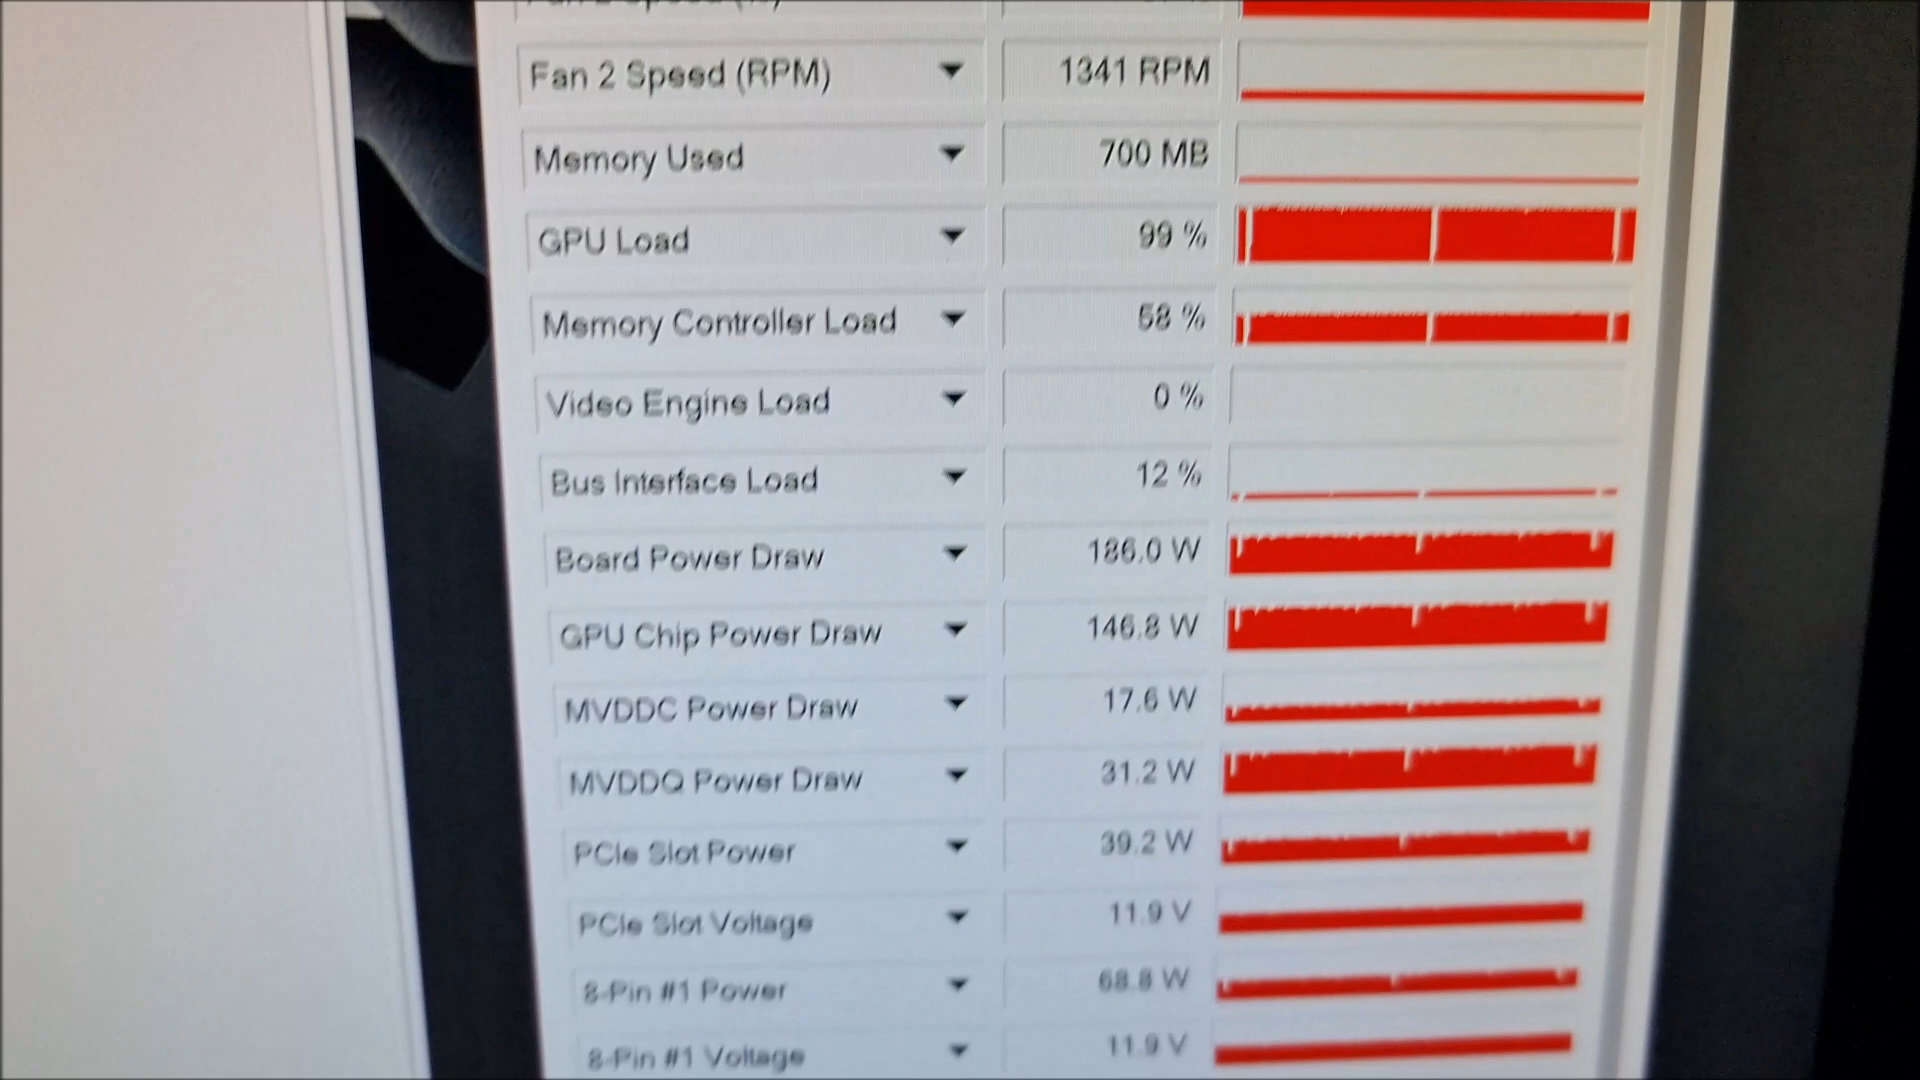 Fan 2 Speed (RPM) 1341 RPM
Memory Used 700 MB
GPU Load 99 %
Memory Controller Load 58 %
Video Engine Load 0 %
Bus Interface Load 12 %
Board Power Draw 186.0 W
GPU Chip Power Draw 146.8 W
MVDDC Power Draw 17.6 W
MVDDQ Power Draw 31.2 W
PCIe Slot Power 39.2 W
PCIe Slot Voltage 11.9 V
8-Pin #1 Power 68.8 W
8-Pin #1 Voltage 11.9 V